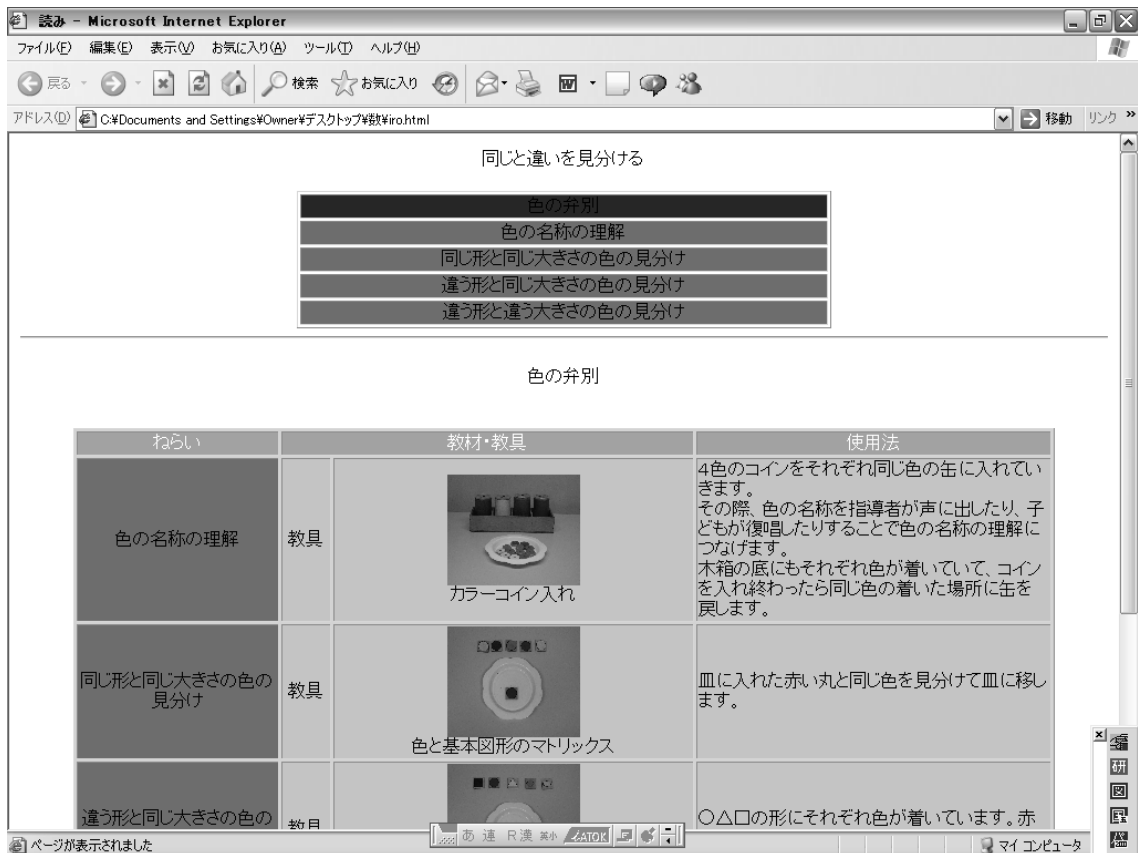 読み - Microsoft Internet Explorer
ファイル(F) 編集(E) 表示(V) お気に入り(A) ツール(T) ヘルプ(H)
戻る 検索 お気に入り
アドレス(D) C:¥Documents and Settings¥Owner¥デスクトップ¥数¥iro.html 移動 リンク »
同じと違いを見分ける
色の弁別
色の名称の理解
同じ形と同じ大きさの色の見分け
違う形と同じ大きさの色の見分け
違う形と違う大きさの色の見分け
色の弁別
ねらい 教材・教具 使用法
色の名称の理解
教具
カラーコイン入れ
4色のコインをそれぞれ同じ色の缶に入れてい
きます。
その際、色の名称を指導者が声に出したり、子
どもが復唱したりすることで色の名称の理解に
つなげます。
木箱の底にもそれぞれ色が着いていて、コイン
を入れ終わったら同じ色の着いた場所に缶を
戻します。
同じ形と同じ大きさの色の
見分け
教具
色と基本図形のマトリックス
皿に入れた赤い丸と同じ色を見分けて皿に移し
ます。
違う形と同じ大きさの色の
教具
○△□の形にそれぞれ色が着いています。赤
あ 連 R漢 英小 ATOK
ページが表示されました マイ コンピュータ